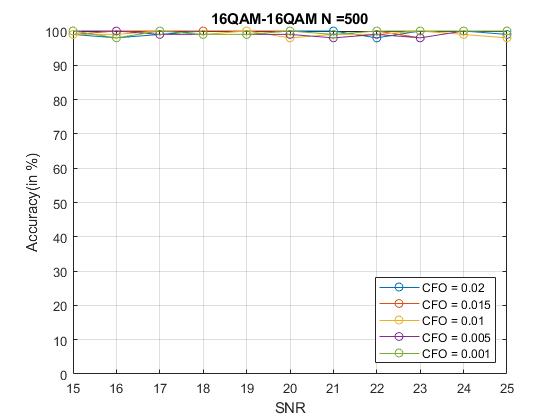 16QAM-16QAM N =500
100
90
80
70
60
50
40
30
20
10
0
Accuracy(in %)
15 16 17 18 19 20 21 22 23 24 25
SNR
CFO = 0.02
CFO = 0.015
CFO = 0.01
CFO = 0.005
CFO = 0.001